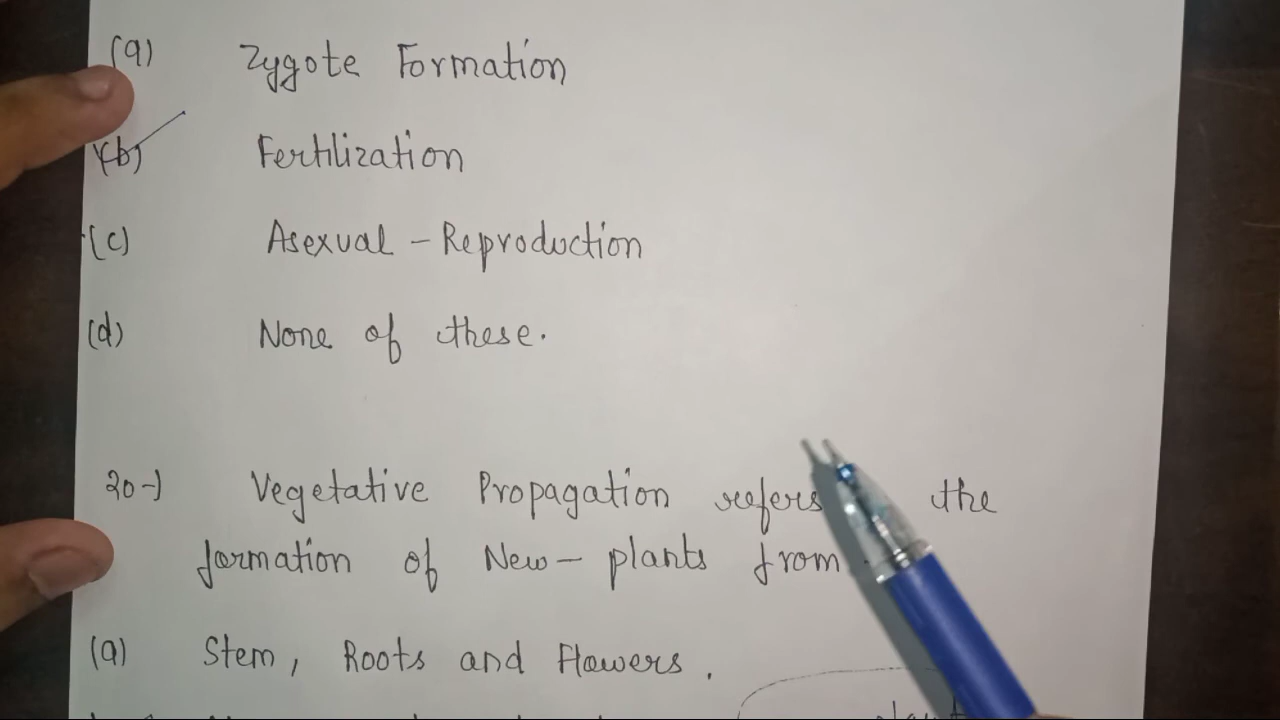 (a) Zygote Formation
(b) Fertilization
(c) Asexual - Reproduction
(d) None of these.
20-) Vegetative Propagation refers the
formation of New - plants from
(a) Stem, Roots and Flowers.